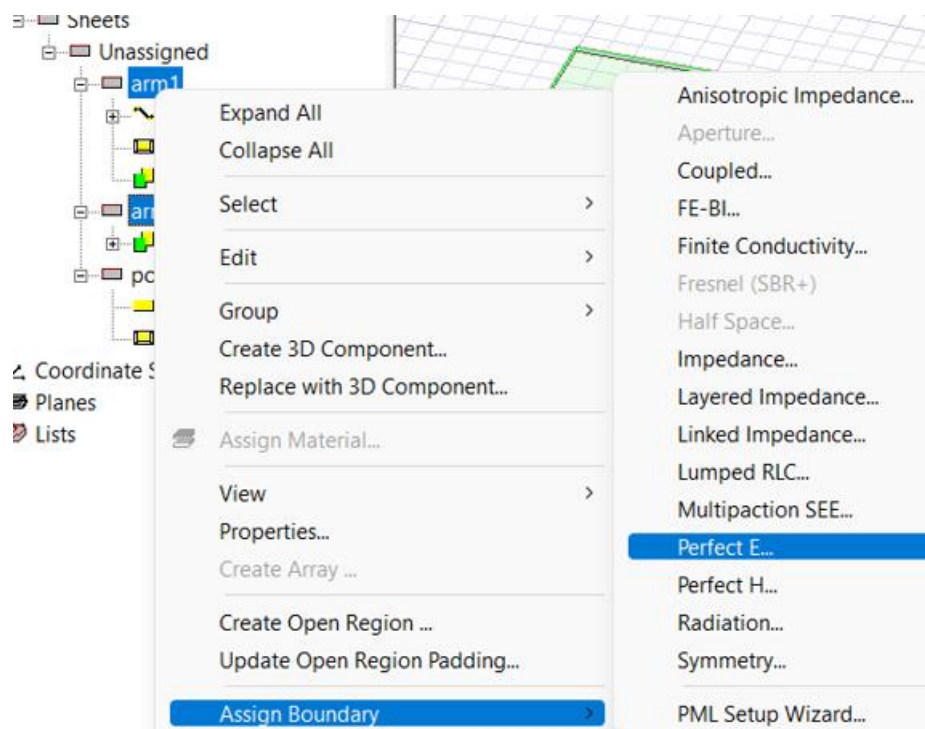 Sheets
Unassigned
arm1
Expand All
Collapse All
Select
Edit
Group
Create 3D Component...
Replace with 3D Component...
Coordinate S
Planes
Lists
Assign Material...
View
Properties...
Create Array ...
Create Open Region ...
Update Open Region Padding...
Assign Boundary
Anisotropic Impedance...
Aperture...
Coupled...
FE-BI...
Finite Conductivity...
Fresnel (SBR+)
Half Space...
Impedance...
Layered Impedance...
Linked Impedance...
Lumped RLC...
Multipaction SEE...
Perfect E...
Perfect H...
Radiation...
Symmetry...
PML Setup Wizard...